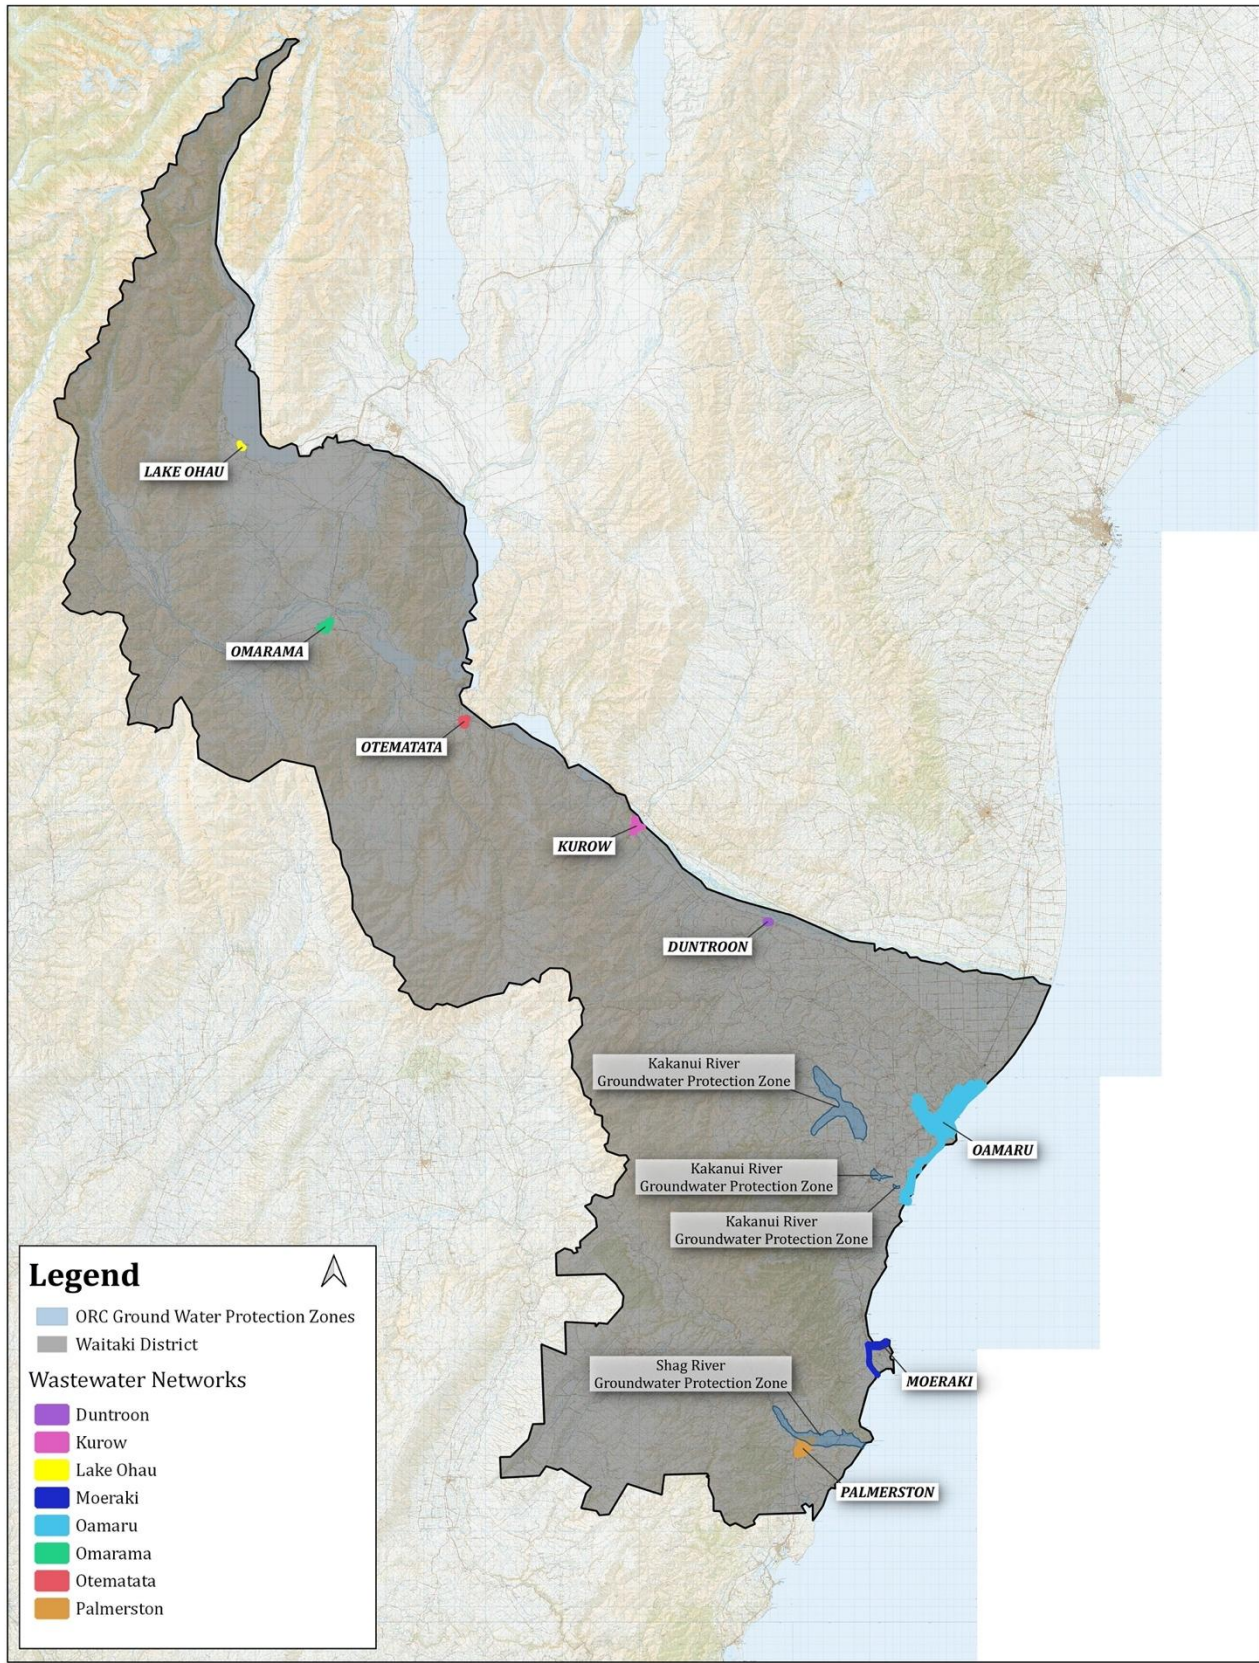 LAKE OHAU
OMARAMA
OTEMATATA
KUROW
DUNTROON
Kakanui River
Groundwater Protection Zone
OAMARU
Kakanui River
Groundwater Protection Zone
Kakanui River
Groundwater Protection Zone
Shag River
Groundwater Protection Zone
MOERAKI
PALMERSTON
Legend
ORC Ground Water Protection Zones
Waitaki District
Wastewater Networks
Duntroon
Kurow
Lake Ohau
Moeraki
Oamaru
Omarama
Otematata
Palmerston